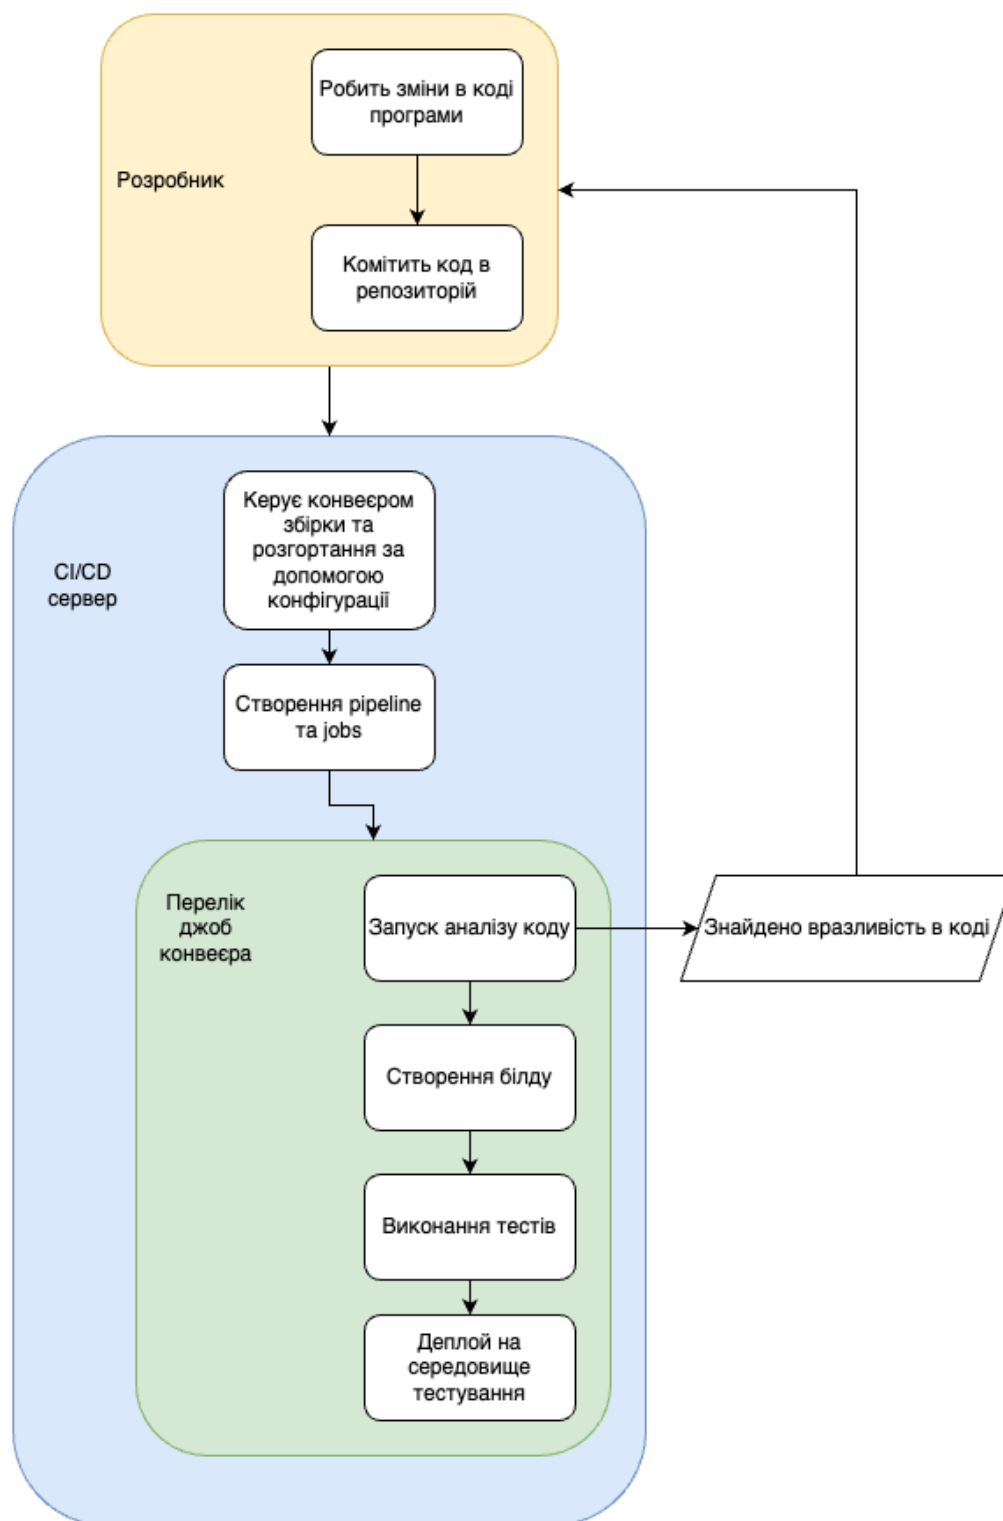 Робить зміни в коді
програми
Розробник
Комітить код в
репозиторій
Керує конвеєром
збірки та
розгортання за
допомогою
конфігурації
CI/CD
сервер
Створення pipeline
та jobs
Перелік
джоб
конвеєра
Запуск аналізу коду
Знайдено вразливість в коді
Створення білду
Виконання тестів
Деплой на
середовище
тестування